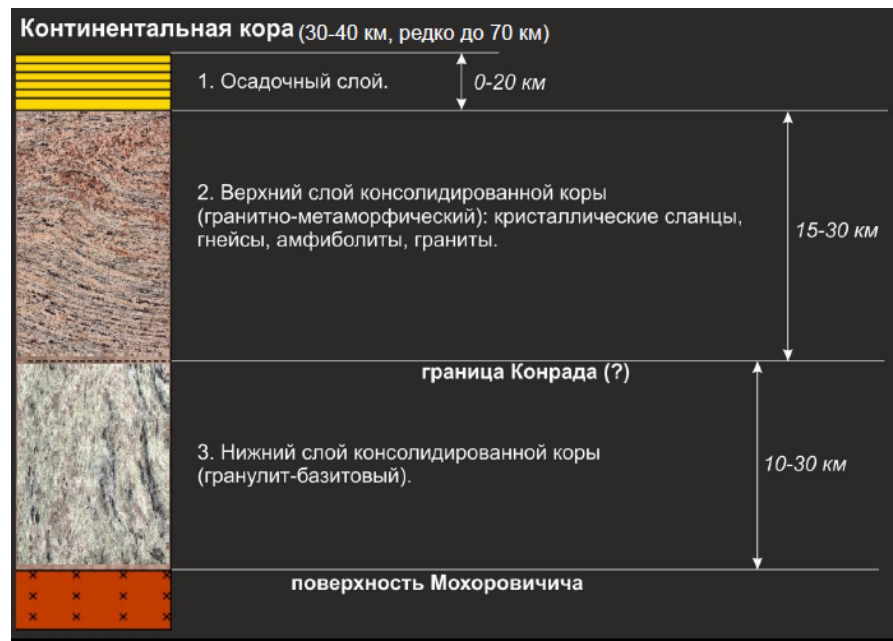 Континентальная кора (30-40 км, редко до 70 км)
1. Осадочный слой.
0-20 км
2. Верхний слой консолидированной коры
(гранитно-метаморфический): кристаллические сланцы,
гнейсы, амфиболиты, граниты.
15-30 км
граница Конрада (?)
3. Нижний слой консолидированной коры
(гранулит-базитовый).
10-30 км
поверхность Мохоровичича